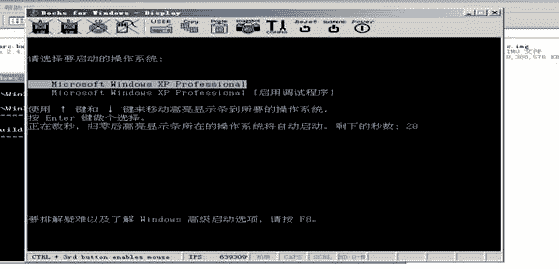 Bochs for Windows - Display
USER Copy Reset Power
请选择要启动的操作系统:
Microsoft Windows XP Professional
Microsoft Windows XP Professional [启用调试程序]
使用 ↑ 键和 ↓ 键来移动高亮显示条到所要的操作系统,
按 Enter 键做个选择。
正在数秒,归零后高亮显示条所在的操作系统将自动启动。剩下的秒数: 28
要排解疑难以及了解 Windows 高级启动选项,请按 F8。
CTRL + 3rd button enables mouse IPS: 639309 NUM CAPS SCRL HD:0-M